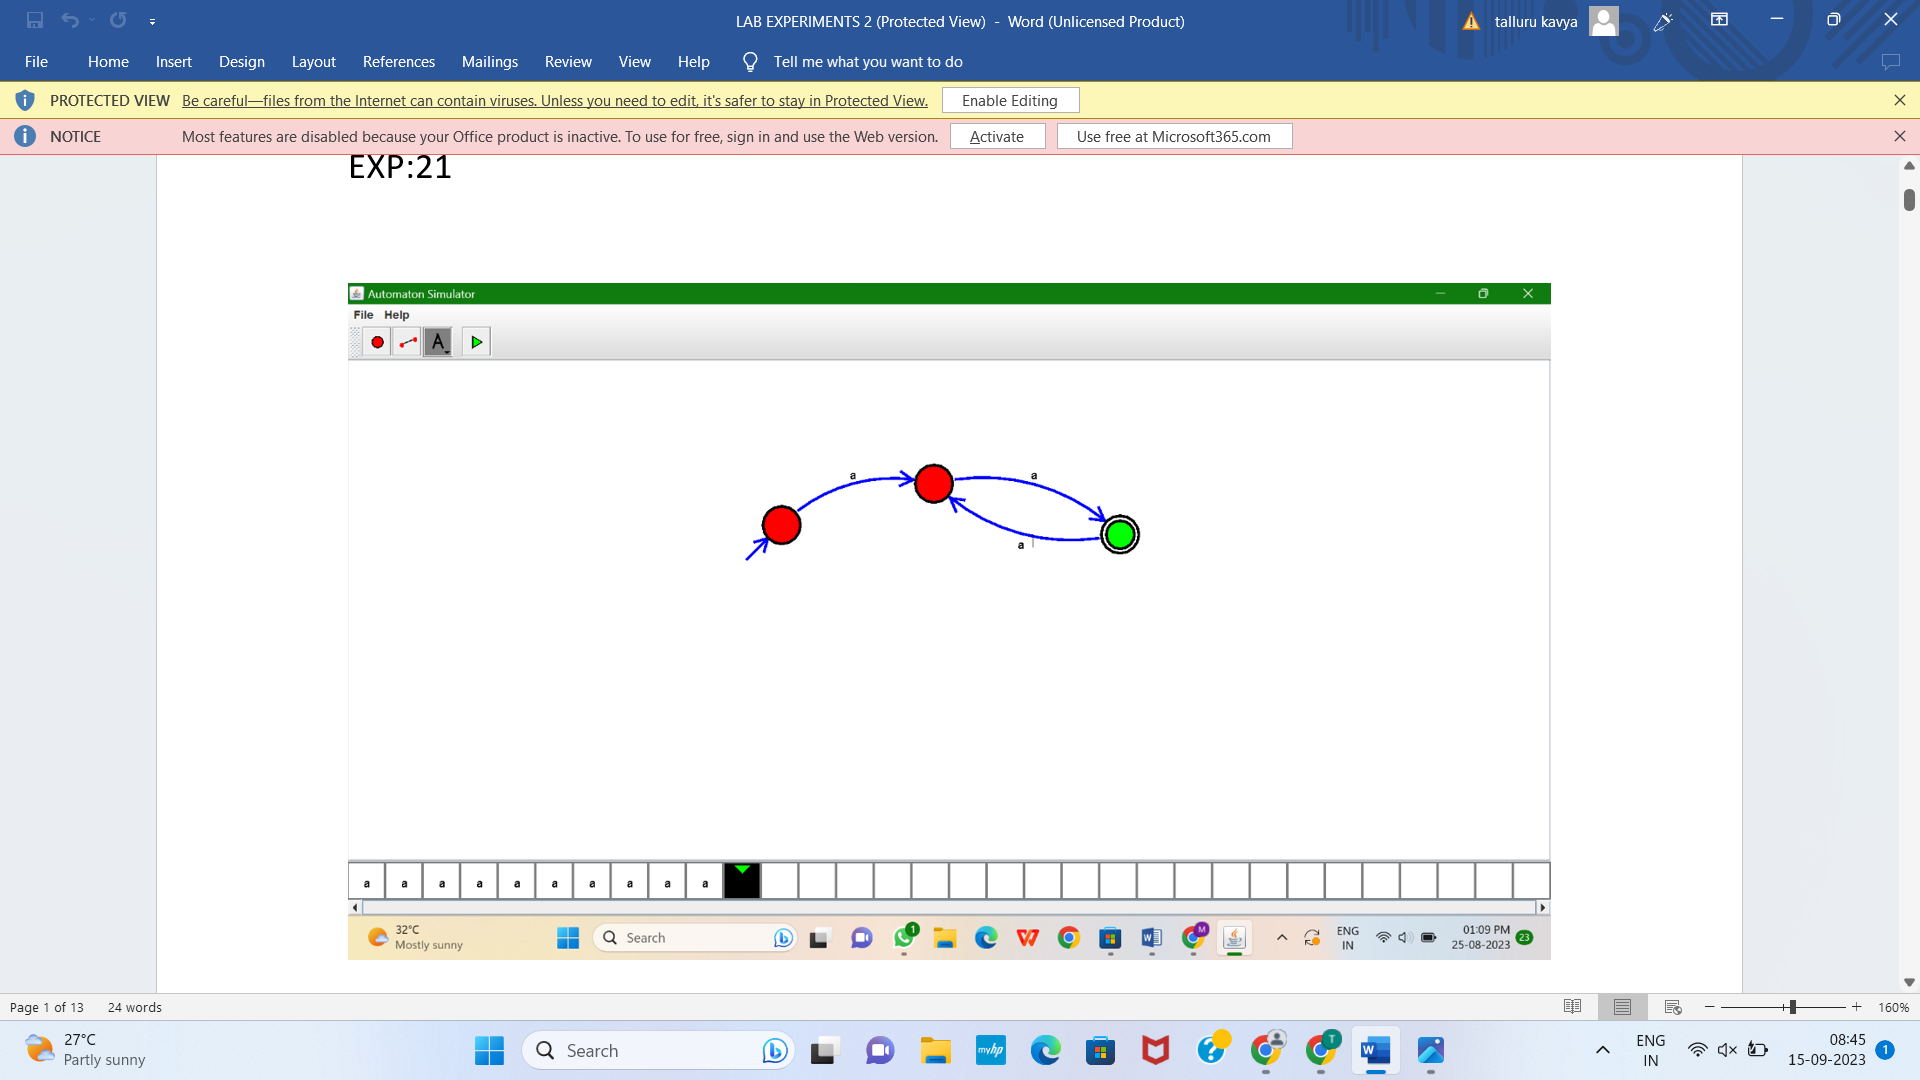 LAB EXPERIMENTS 2 (Protected View) - Word (Unlicensed Product)
talluru kavya
File Home Insert Design Layout References Mailings Review View Help Tell me what you want to do
PROTECTED VIEW Be careful—files from the Internet can contain viruses. Unless you need to edit, it's safer to stay in Protected View. Enable Editing
NOTICE Most features are disabled because your Office product is inactive. To use for free, sign in and use the Web version. Activate Use free at Microsoft365.com
EXP:21
Automaton Simulator
File Help
A
a
a
a
a a a a a a a a a a
32°C
Mostly sunny
Search
1
M
ENG
IN
01:09 PM
25-08-2023
23
Page 1 of 13 24 words
160%
27°C
Partly sunny
Search
myhp
T
ENG
IN
08:45
15-09-2023
1